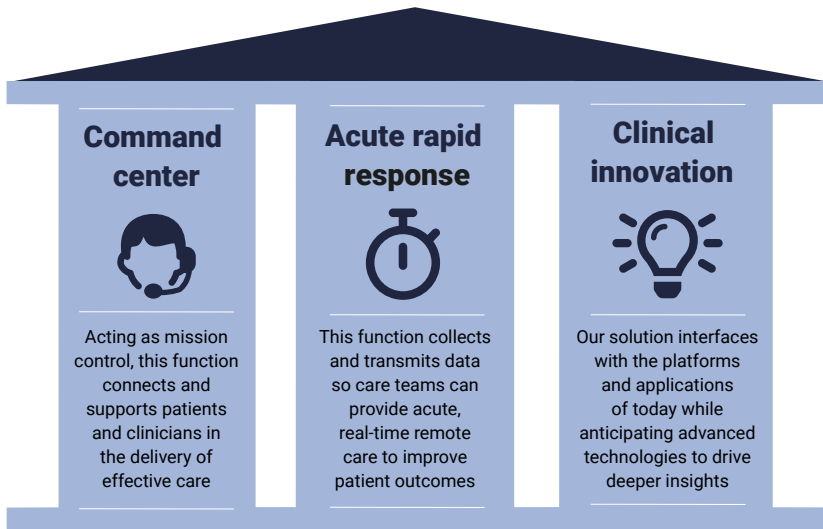 Command
center
Acting as mission
control, this function
connects and
supports patients
and clinicians in
the delivery of
effective care
Acute rapid
response
This function collects
and transmits data
so care teams can
provide acute,
real-time remote
care to improve
patient outcomes
Clinical
innovation
Our solution interfaces
with the platforms
and applications
of today while
anticipating advanced
technologies to drive
deeper insights